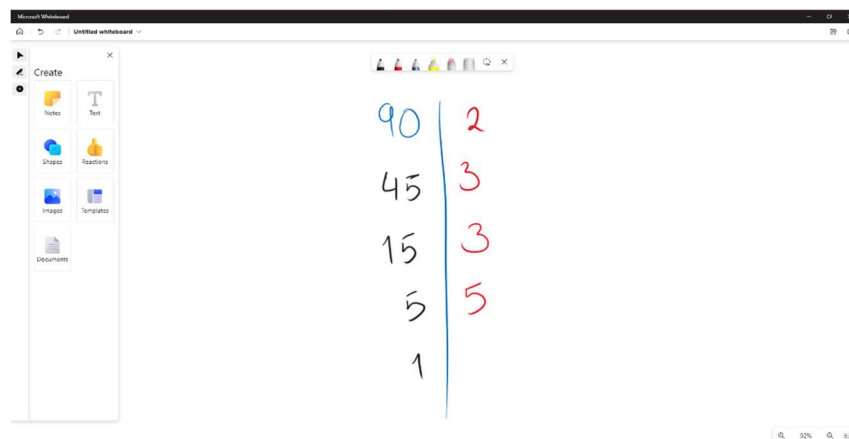 Microsoft Whiteboard
Untitled whiteboard
Create
Notes Text
Shapes Reactions
Images Templates
Documents
90 2
45 3
15 3
5 5
1
92%